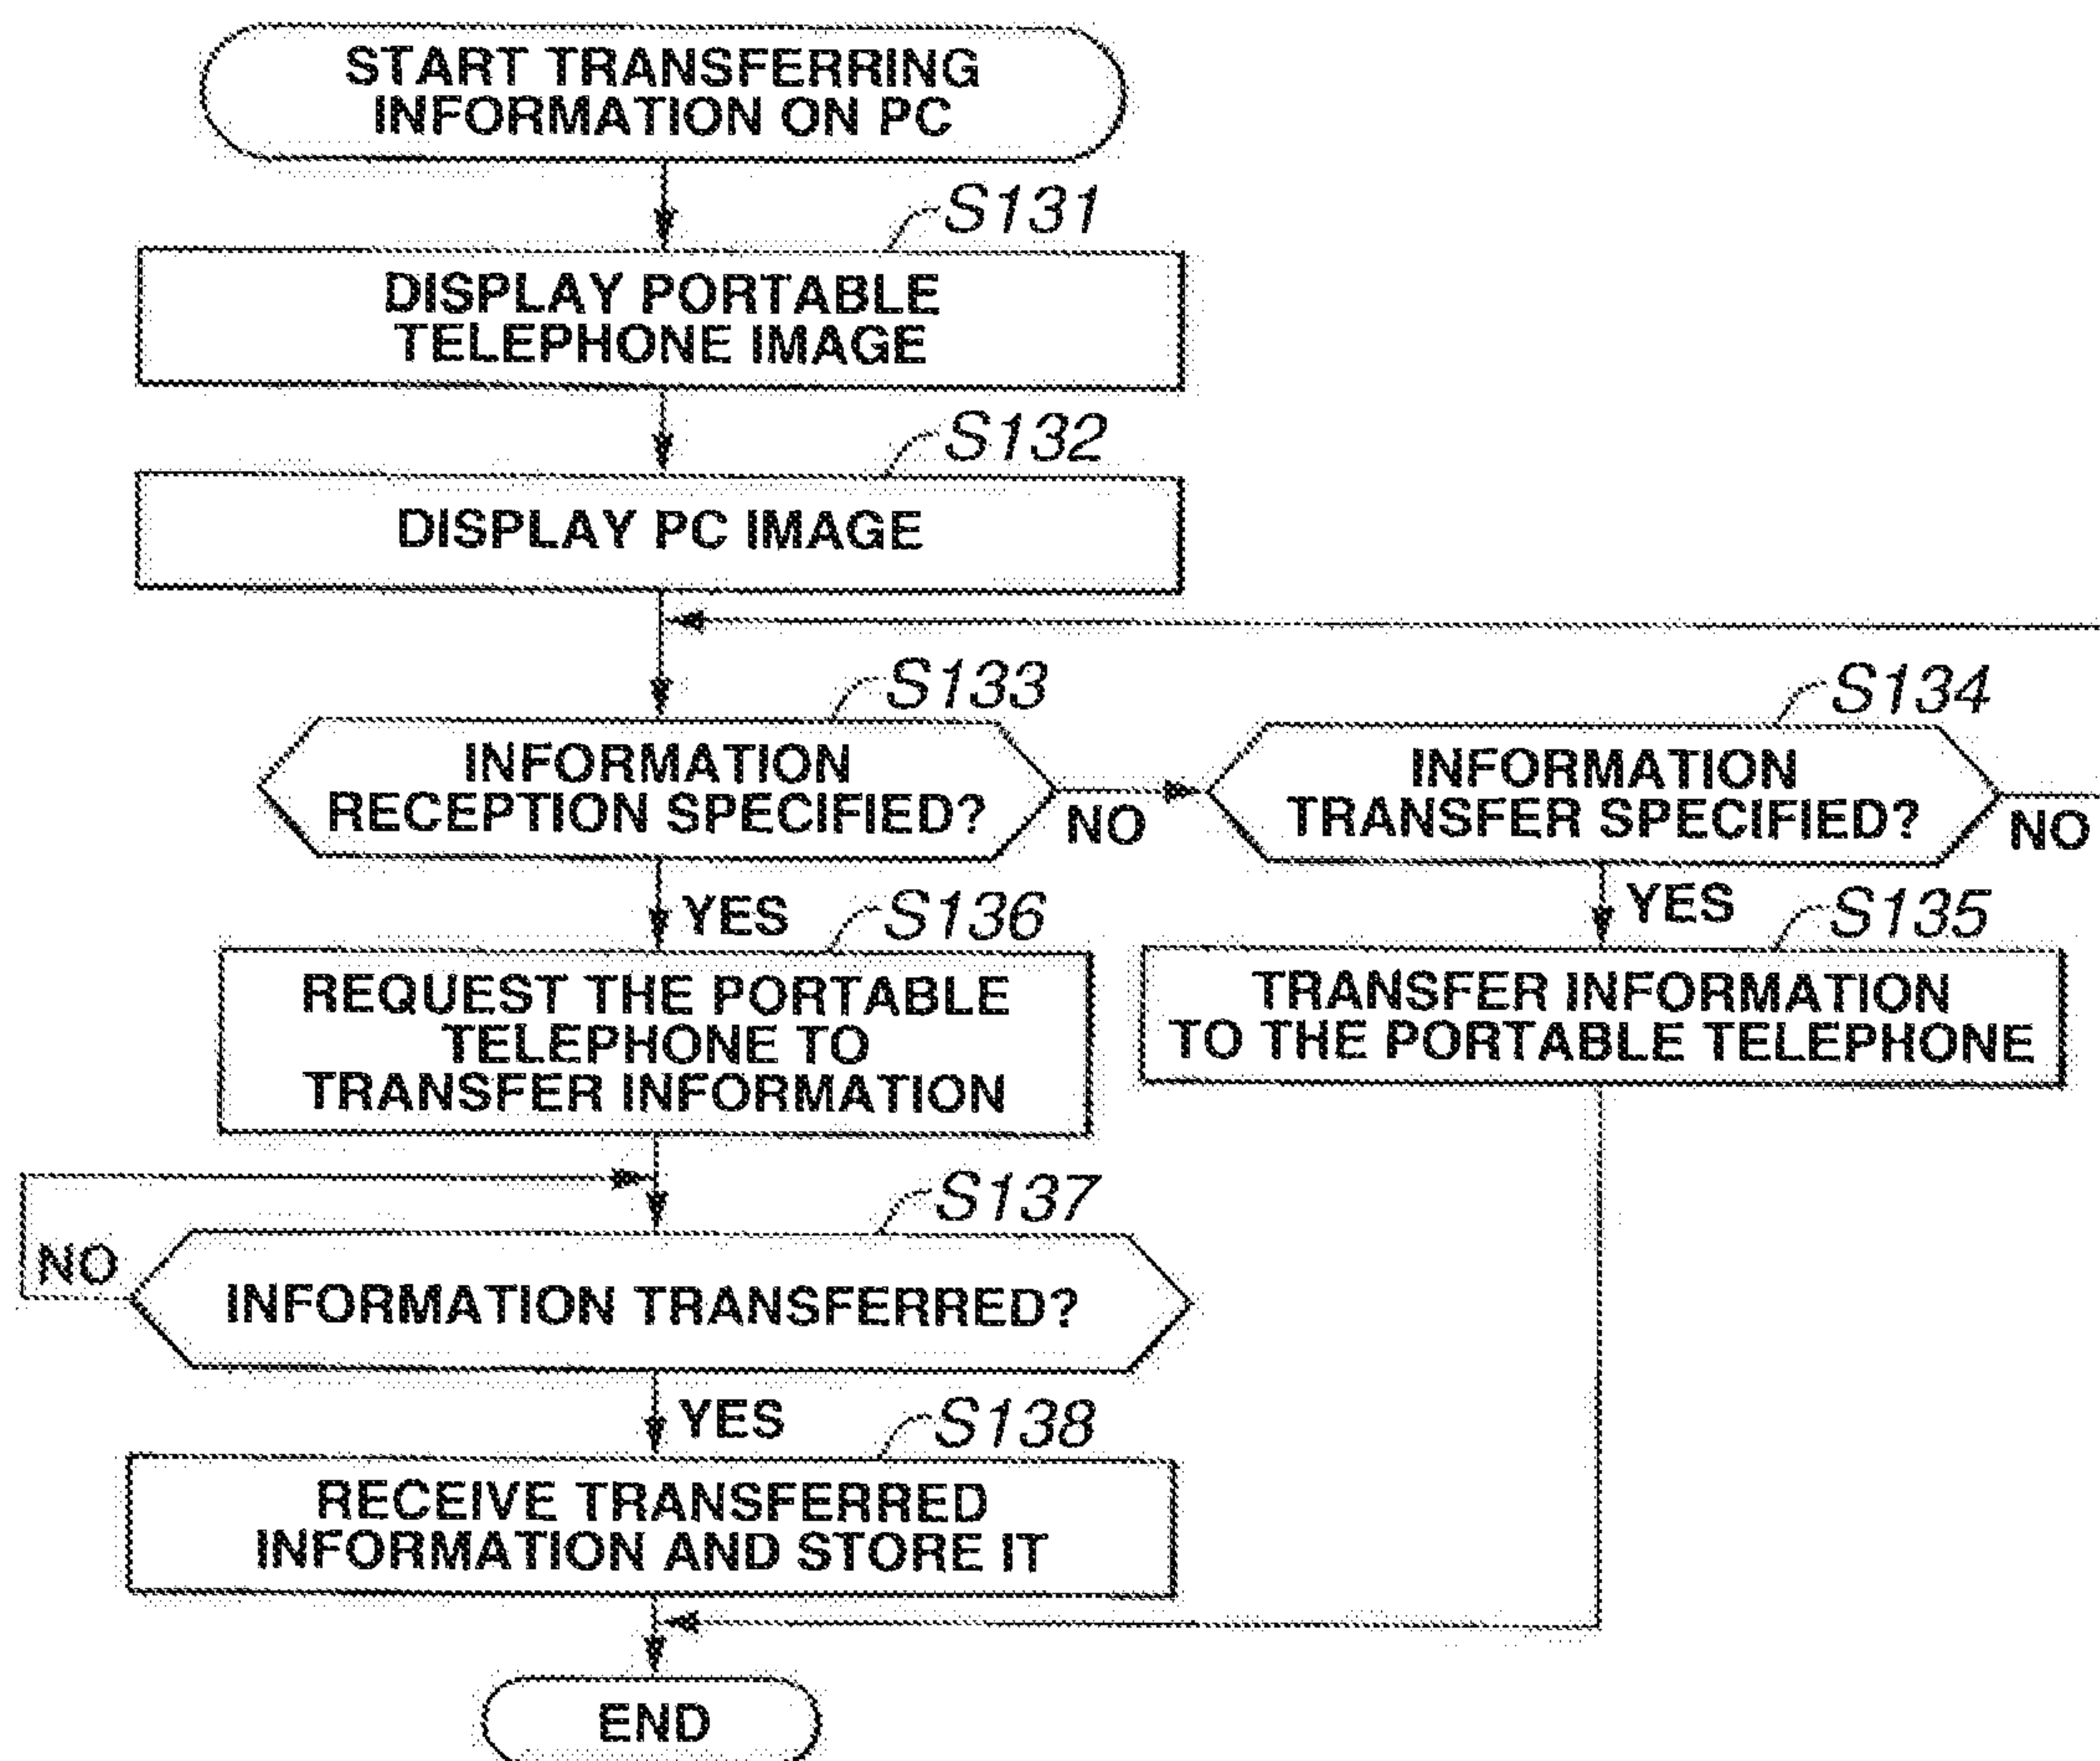 START TRANSFERRING
INFORMATION ON PC
S131
DISPLAY PORTABLE
TELEPHONE IMAGE
S132
DISPLAY PC IMAGE
S133
INFORMATION
RECEPTION SPECIFIED?
NO
S134
INFORMATION
TRANSFER SPECIFIED?
NO
YES
S136
REQUEST THE PORTABLE
TELEPHONE TO
TRANSFER INFORMATION
YES
S135
TRANSFER INFORMATION
TO THE PORTABLE TELEPHONE
S137
NO
INFORMATION TRANSFERRED?
YES
S138
RECEIVE TRANSFERRED
INFORMATION AND STORE IT
END